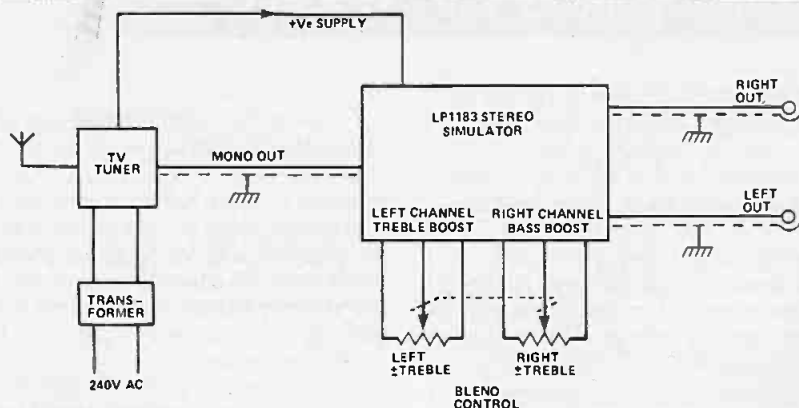 +Ve SUPPLY
RIGHT
OUT
LP1183 STEREO
SIMULATOR
TV
TUNER
MONO OUT
LEFT
OUT
LEFT CHANNEL
TREBLE BOOST
RIGHT CHANNEL
BASS BOOST
TRANS-
FORMER
LEFT
±TREBLE
RIGHT
±TREBLE
240V AC
BLEND
CONTROL